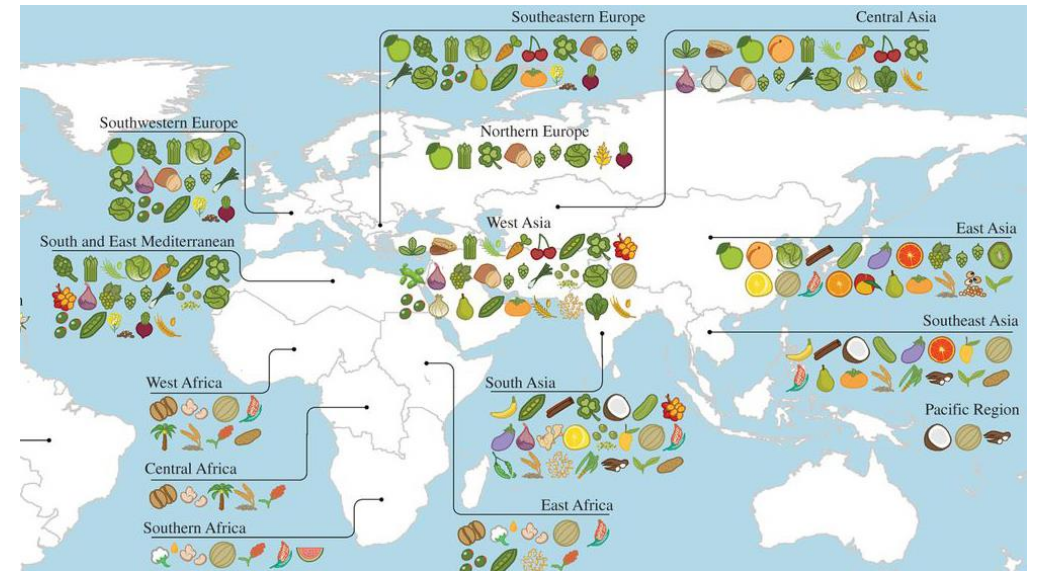 Southeastern Europe
Central Asia
Southwestern Europe
Northern Europe
South and East Mediterranean
West Asia
East Asia
Southeast Asia
West Africa
South Asia
Pacific Region
Central Africa
East Africa
Southern Africa